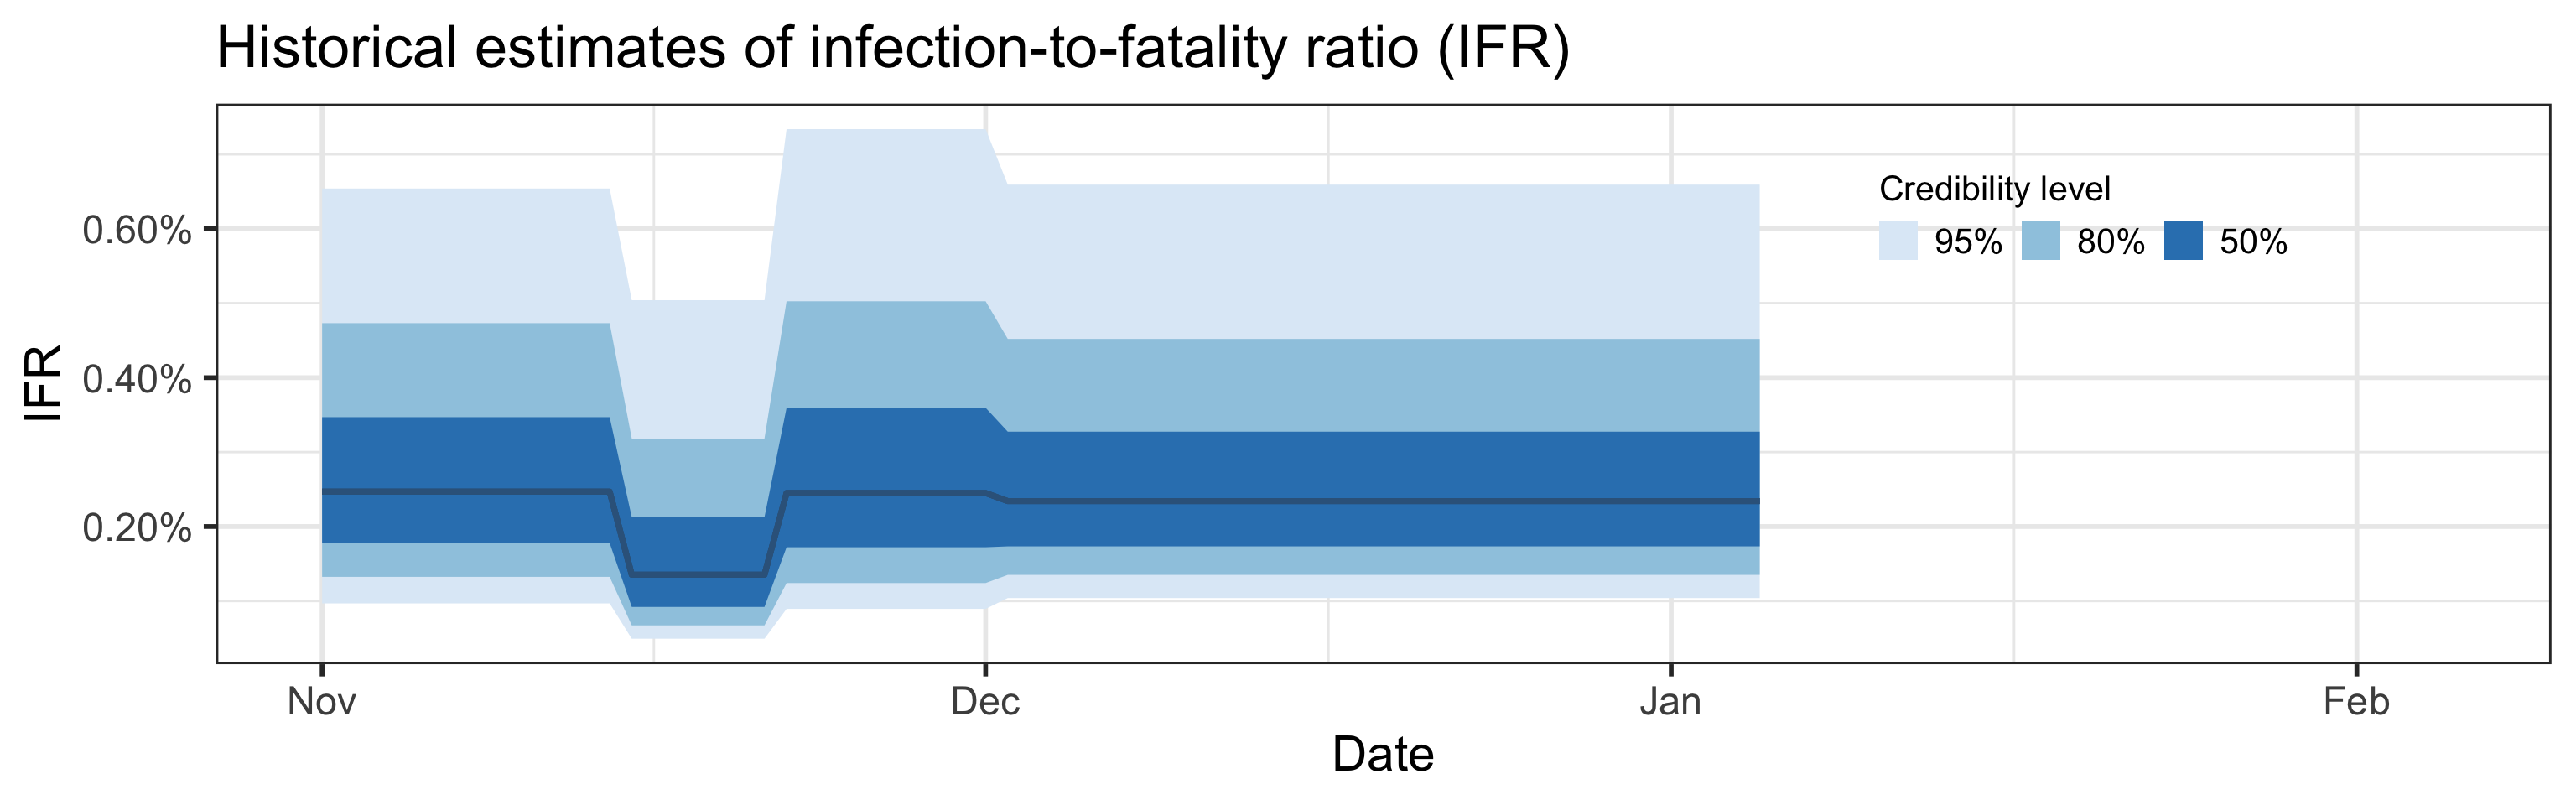 Historical estimates of infection-to-fatality ratio (IFR)
Credibility level
95% 80% 50%
0.60%
0.40%
0.20%
IFR
Nov Dec Jan Feb
Date